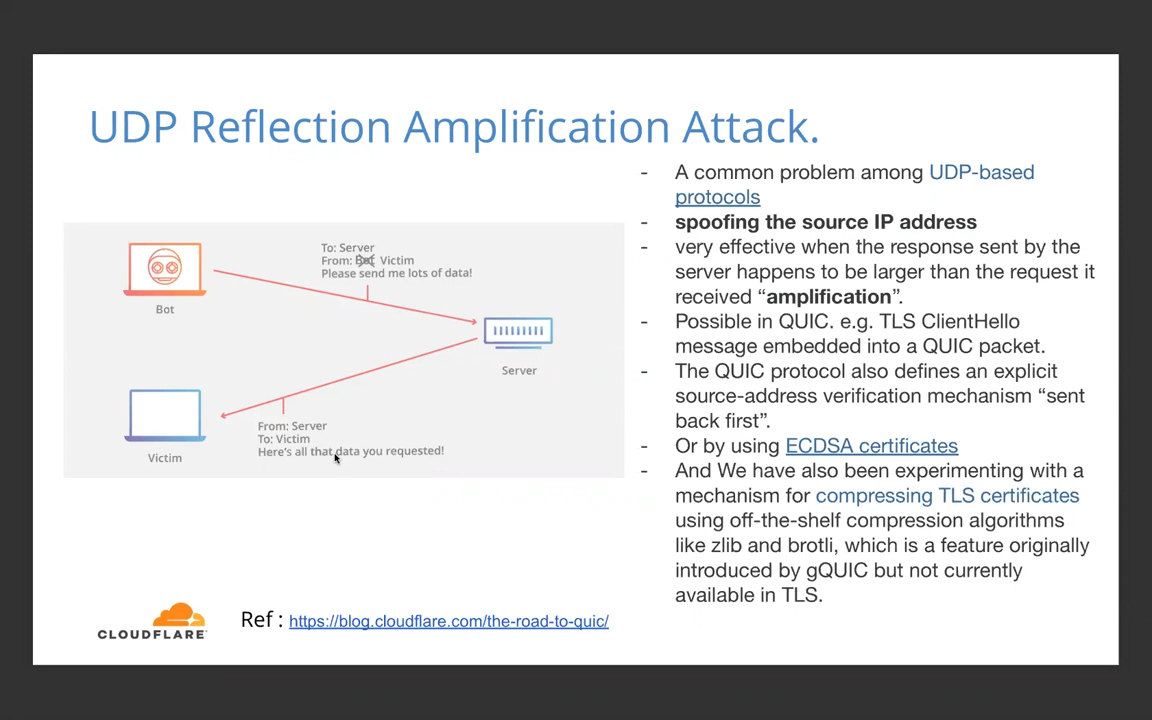 UDP Reflection Amplification Attack.
To: Server
From: Bot Victim
Please send me lots of data!
Bot
Server
From: Server
To: Victim
Here's all that data you requested!
Victim
- A common problem among UDP-based
protocols
- spoofing the source IP address
- very effective when the response sent by the
server happens to be larger than the request it
received “amplification”.
- Possible in QUIC. e.g. TLS ClientHello
message embedded into a QUIC packet.
- The QUIC protocol also defines an explicit
source-address verification mechanism “sent
back first”.
- Or by using ECDSA certificates
- And We have also been experimenting with a
mechanism for compressing TLS certificates
using off-the-shelf compression algorithms
like zlib and brotli, which is a feature originally
introduced by gQUIC but not currently
available in TLS.
CLOUDFLARE
Ref : https://blog.cloudflare.com/the-road-to-quic/